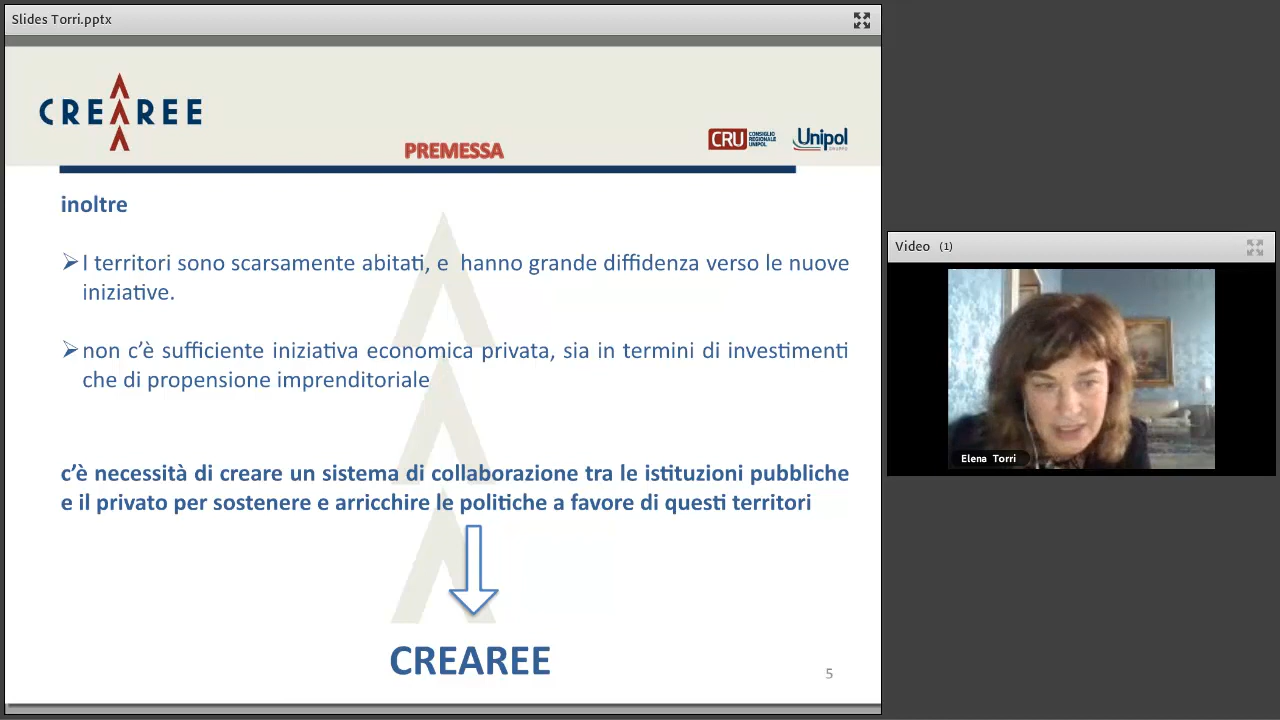 Slides Torri.pptx
CREAREE
PREMESSA
CRU CONSIGLIO REGIONALE UNIPOL
Unipol
GRUPPO
inoltre
➢I territori sono scarsamente abitati, e hanno grande diffidenza verso le nuove
iniziative.
➢non c'è sufficiente iniziativa economica privata, sia in termini di investimenti
che di propensione imprenditoriale
c'è necessità di creare un sistema di collaborazione tra le istituzioni pubbliche
e il privato per sostenere e arricchire le politiche a favore di questi territori
CREAREE
5
Video (1)
Elena Torri